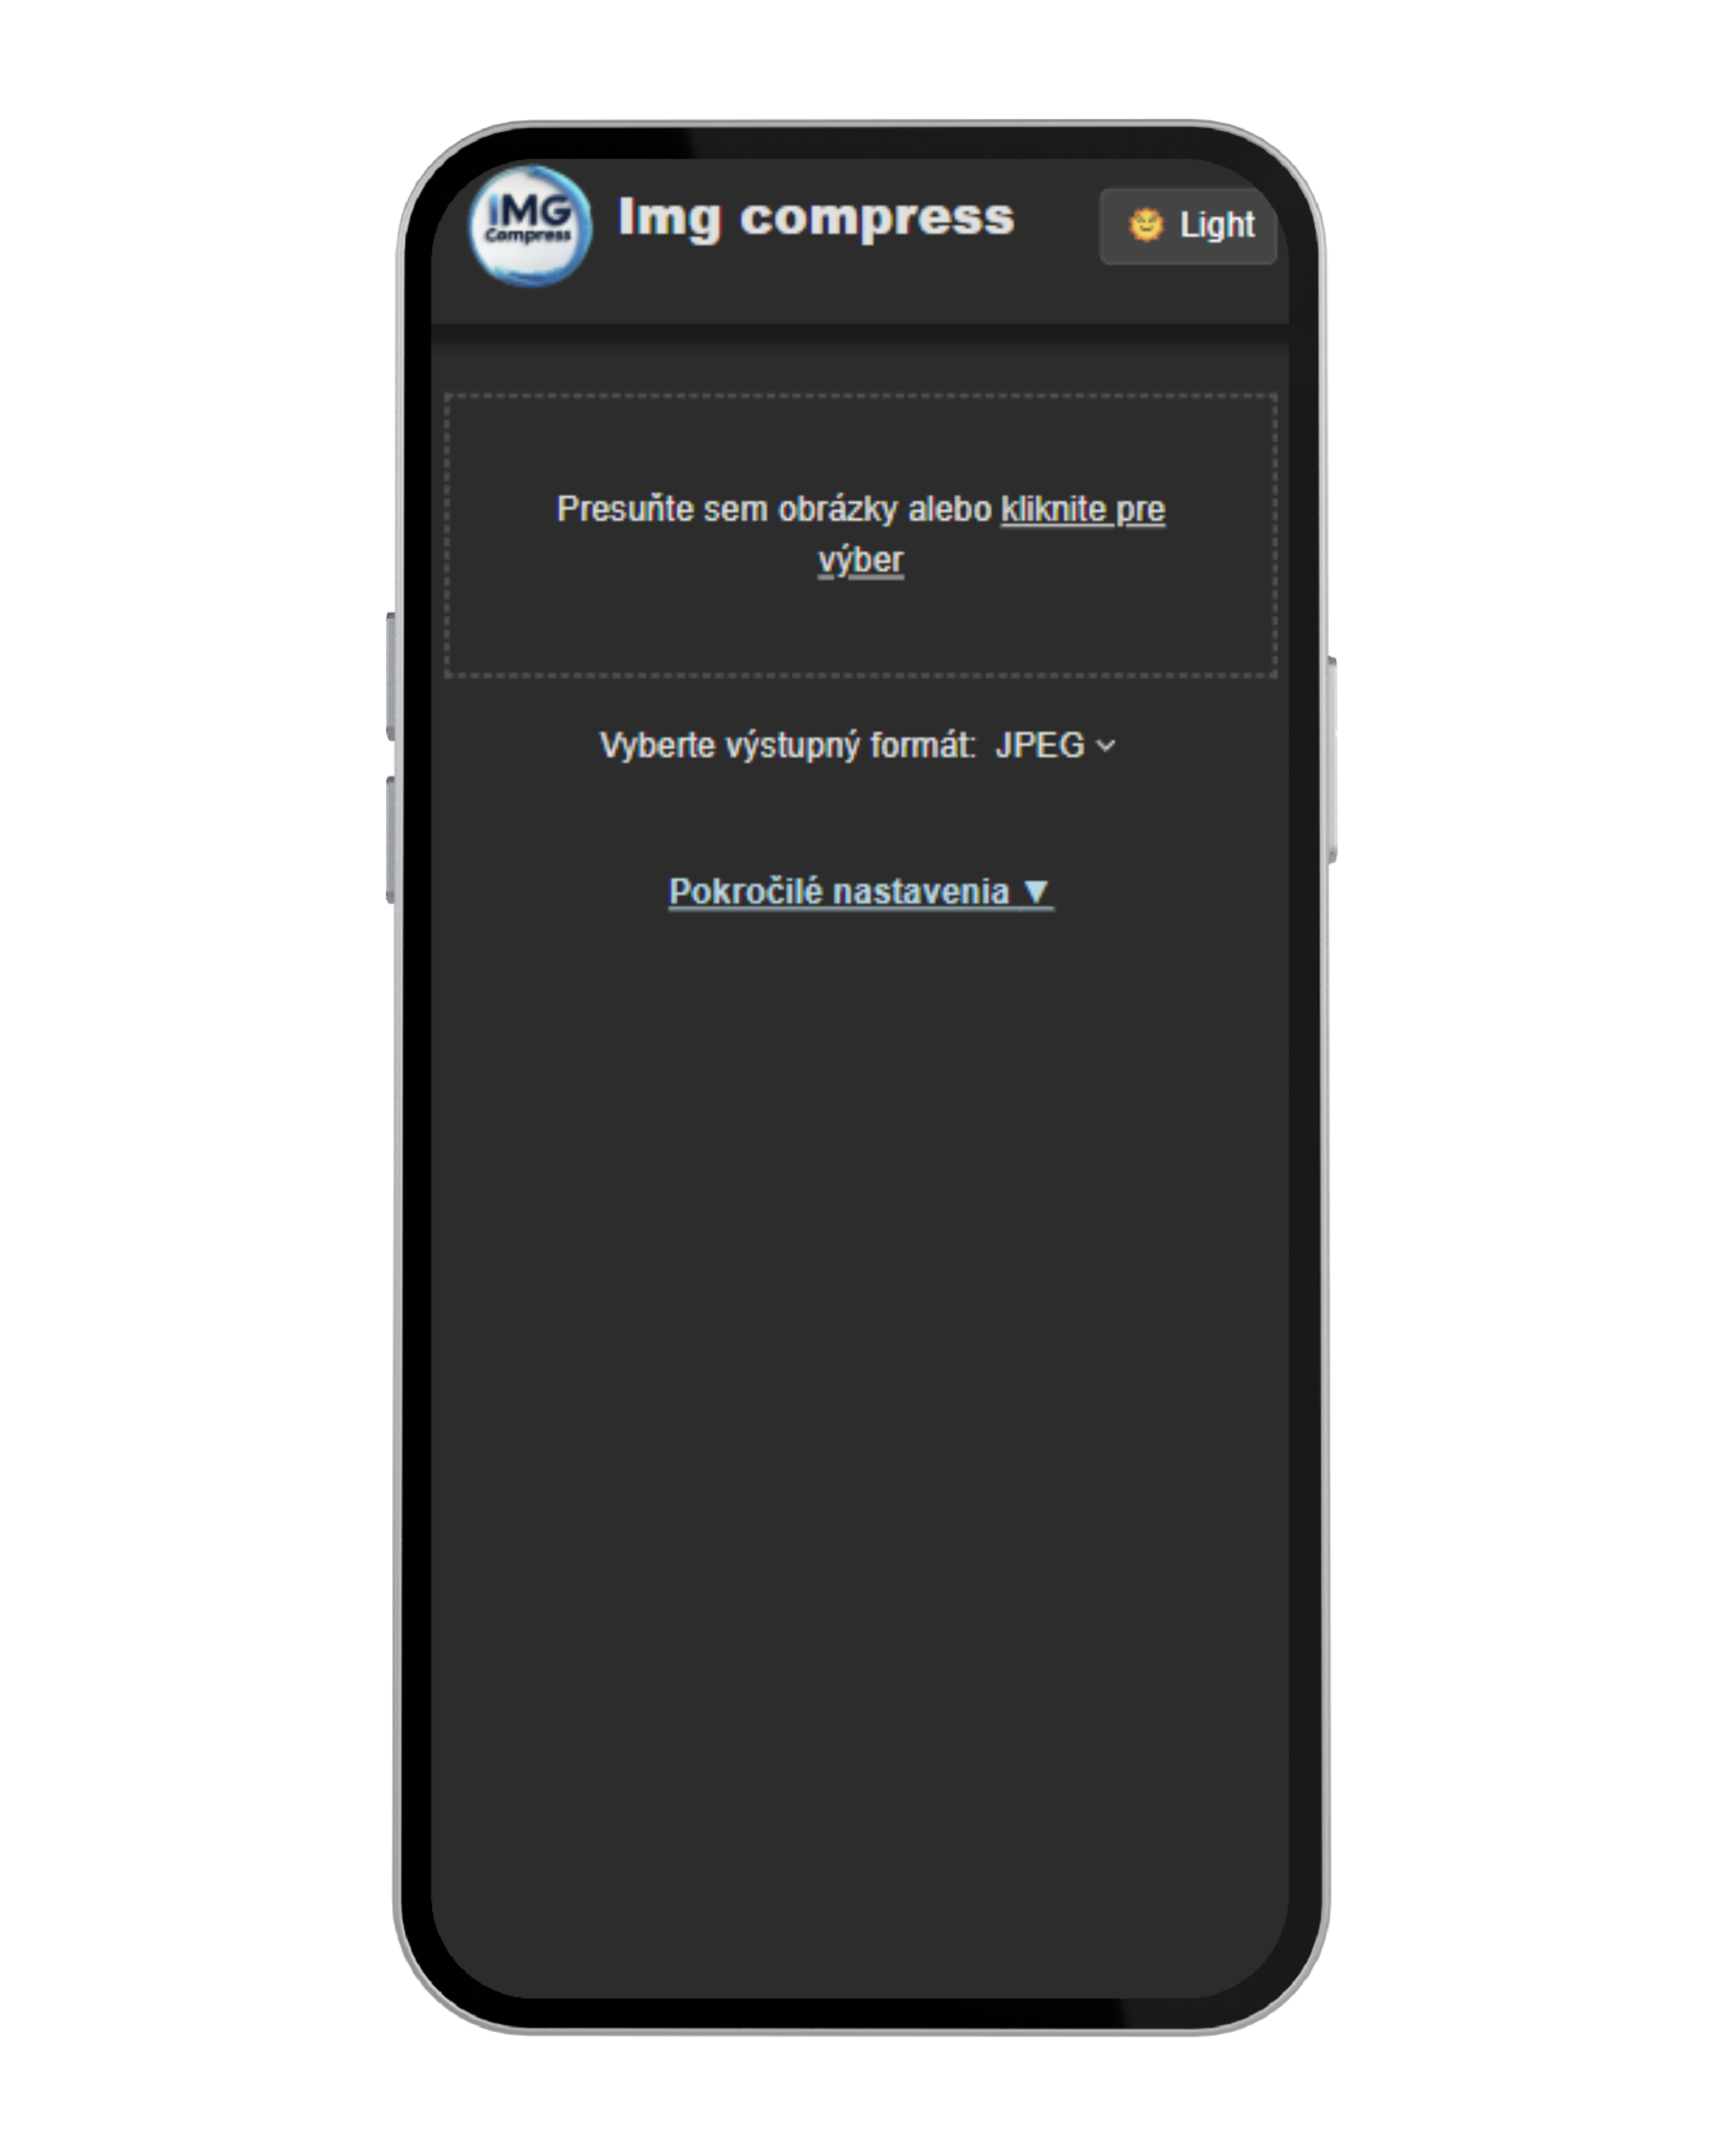 IMG
Compress
Img compress
🌞 Light
Presuňte sem obrázky alebo kliknite pre
výber
Vyberte výstupný formát: JPEG
Pokročilé nastavenia ▼